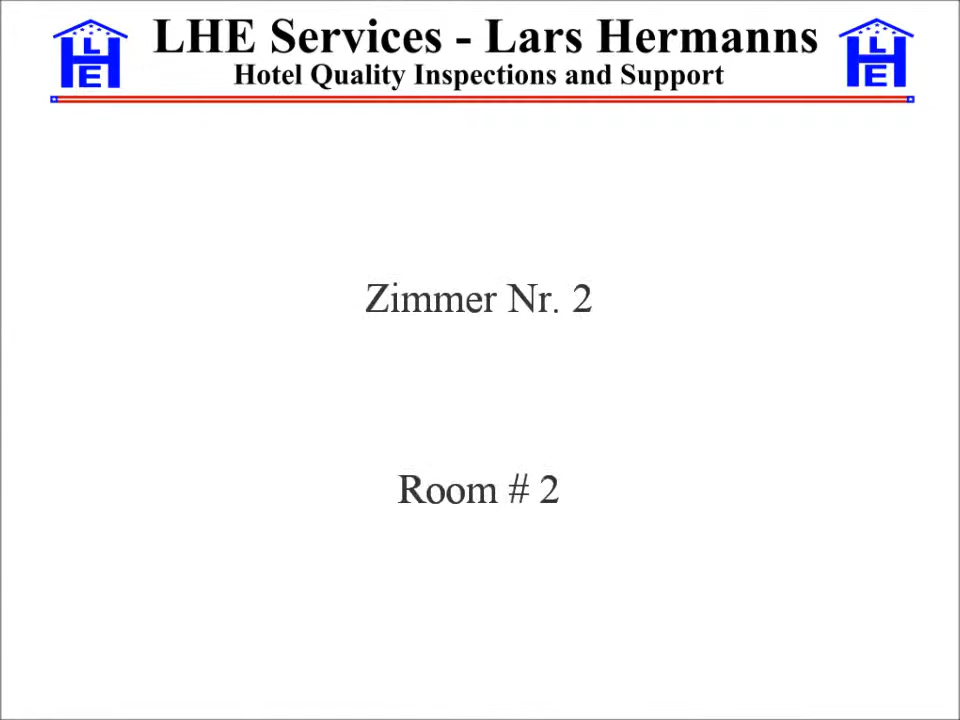 LHE Services - Lars Hermanns
Hotel Quality Inspections and Support
L
H
E
L
H
E
Zimmer Nr. 2
Room # 2